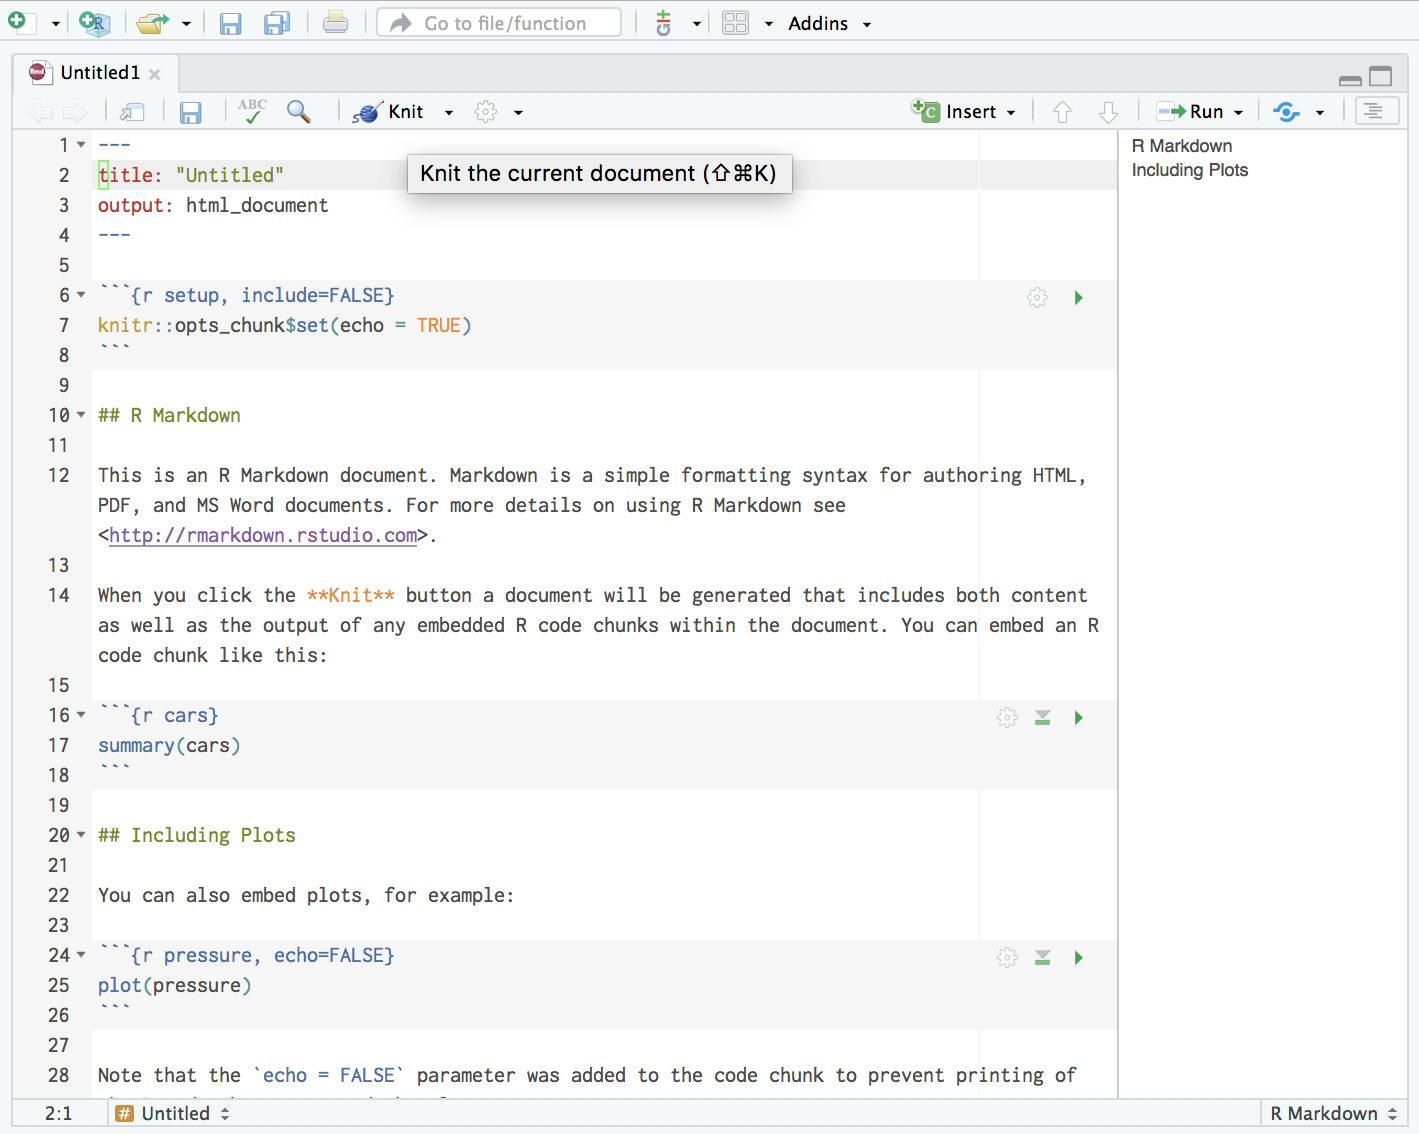 Go to file/function
Addins
Untitled1
ABC
Knit
Insert
Run
Knit the current document (⇧⌘K)
1 ---
2 title: "Untitled"
3 output: html_document
4 ---
5
6 ```{r setup, include=FALSE}
7 knitr::opts_chunk$set(echo = TRUE)
8 ```
9
10 ## R Markdown
11
12 This is an R Markdown document. Markdown is a simple formatting syntax for authoring HTML,
PDF, and MS Word documents. For more details on using R Markdown see
<http://rmarkdown.rstudio.com>.
13
14 When you click the **Knit** button a document will be generated that includes both content
as well as the output of any embedded R code chunks within the document. You can embed an R
code chunk like this:
15
16 ```{r cars}
17 summary(cars)
18 ```
19
20 ## Including Plots
21
22 You can also embed plots, for example:
23
24 ```{r pressure, echo=FALSE}
25 plot(pressure)
26 ```
27
28 Note that the `echo = FALSE` parameter was added to the code chunk to prevent printing of
R Markdown
Including Plots
2:1
# Untitled
R Markdown